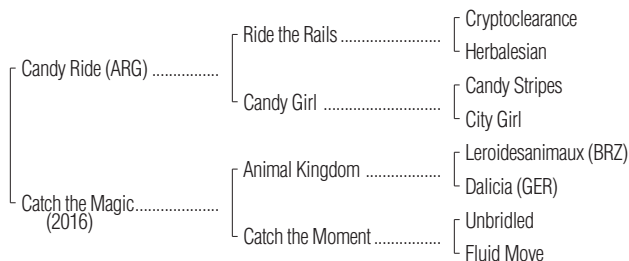 Cryptoclearance
Ride the Rails ........................
Herbalesian
Candy Ride (ARG) ................
Candy Stripes
Candy Girl ............................
City Girl
Leroidesanimaux (BRZ)
Animal Kingdom ..................
Dalicia (GER)
Catch the Magic....................
(2016)
Unbridled
Catch the Moment................
Fluid Move